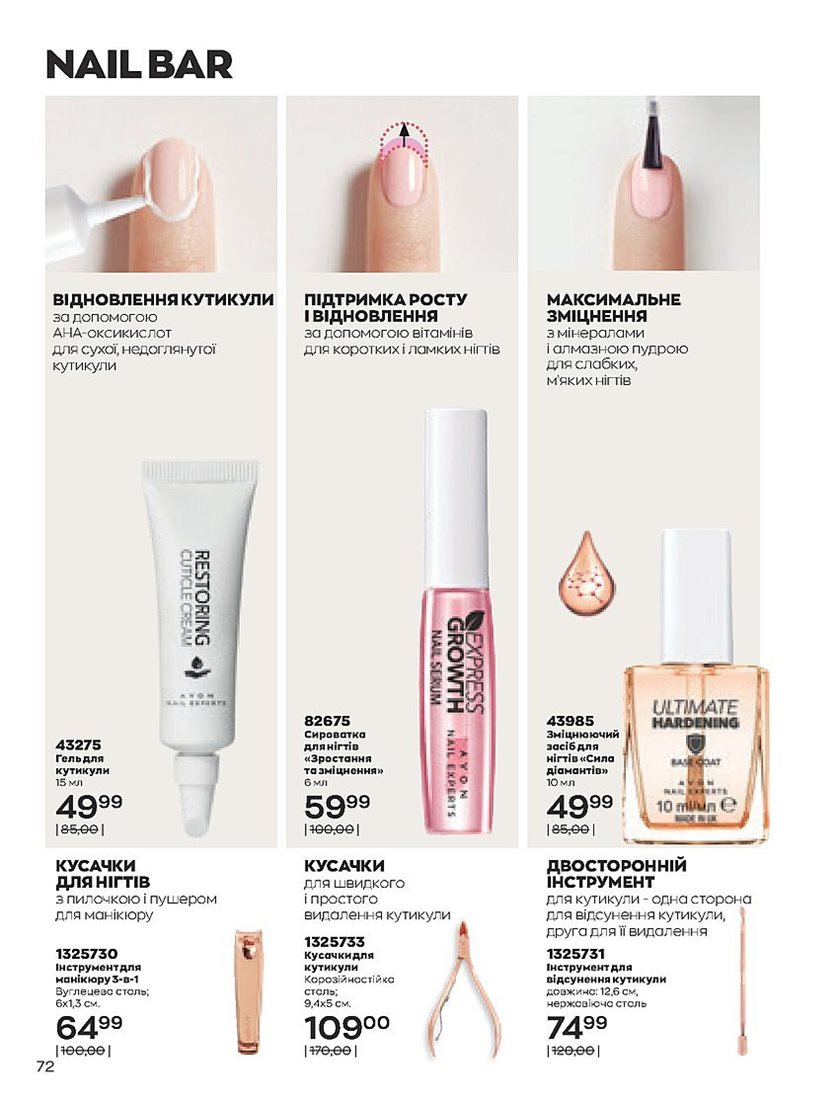 NAIL BAR
ВІДНОВЛЕННЯ КУТИКУЛИ
за допомогою
АНА-оксикислот
для сухої, недоглянутої
кутикули
ПІДТРИМКА РОСТУ
І ВІДНОВЛЕННЯ
за допомогою вітамінів
для коротких і ламких нігтів
МАКСИМАЛЬНЕ
ЗМІЦНЕННЯ
з мінералами
і алмазною пудрою
для слабких,
м'яких нігтів
RESTORING
CUTICLE CREAM
AVON
NAIL EXPERTS
43275
Гель для
кутикули
15 мл
49 99
|85,00|
EXPRESS
GROWTH
NAIL SERUM
AVON
NAIL EXPERTS
82675
Сироватка
для нігтів
«Зростання
та зміцнення»
6 мл
59 99
|100,00|
ULTIMATE
HARDENING
BASE COAT
AVON
NAIL EXPERTS
10 ml/мл ℮
MADE IN UK
43985
Зміцнюючий
засіб для
нігтів «Сила
діамантів»
10 мл
49 99
|85,00|
КУСАЧКИ
ДЛЯ НІГТІВ
з пилочкою і пушером
для манікюру
1325730
Інструмент для
манікюру 3-в-1
Вуглецева сталь;
6х1,3 см.
64 99
|100,00|
КУСАЧКИ
для швидкого
і простого
видалення кутикули
1325733
Кусачки для
кутикули
Корозійностійка
сталь;
9,4х5 см.
109 00
|170,00|
ДВОСТОРОННІЙ
ІНСТРУМЕНТ
для кутикули - одна сторона
для відсунення кутикули,
друга для її видалення
1325731
Інструмент для
відсунення кутикули
довжина: 12,6 см,
нержавіюча сталь
74 99
|120,00|
72